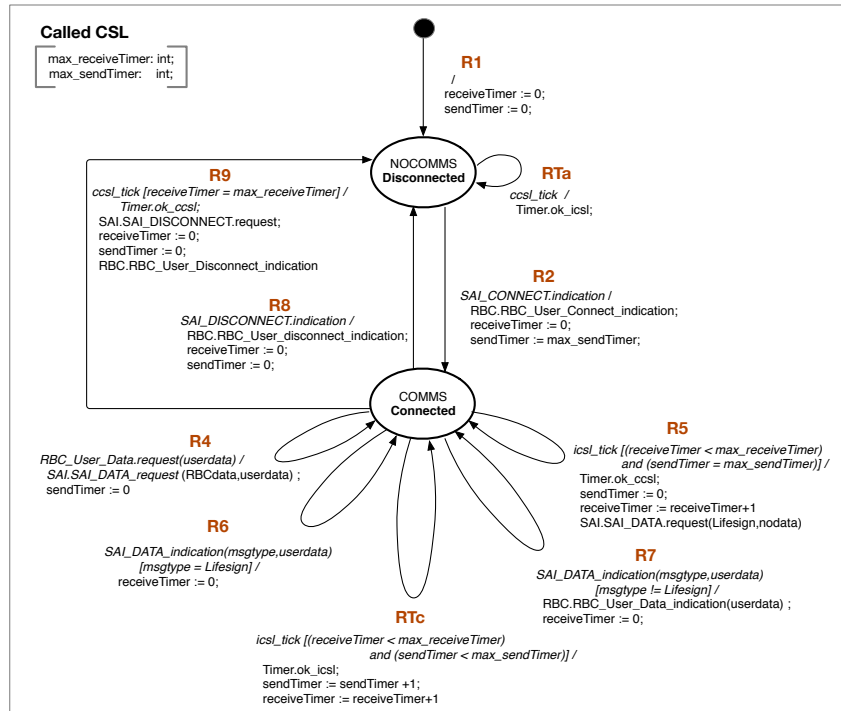 Called CSL
max_receiveTimer: int;
max_sendTimer: int;
R1
/
receiveTimer := 0;
sendTimer := 0;
NOCOMMS
Disconnected
RTa
ccsl_tick /
Timer.ok_icsl;
R9
ccsl_tick [receiveTimer = max_receiveTimer] /
Timer.ok_ccsl;
SAI.SAI_DISCONNECT.request;
receiveTimer := 0;
sendTimer := 0;
RBC.RBC_User_Disconnect_indication
R2
SAI_CONNECT.indication /
RBC.RBC_User_Connect_indication;
receiveTimer := 0;
sendTimer := max_sendTimer;
R8
SAI_DISCONNECT.indication /
RBC.RBC_User_disconnect_indication;
receiveTimer := 0;
sendTimer := 0;
COMMS
Connected
R4
RBC_User_Data.request(userdata) /
SAI.SAI_DATA_request (RBCdata,userdata) ;
sendTimer := 0
R5
icsl_tick [(receiveTimer < max_receiveTimer)
and (sendTimer = max_sendTimer)] /
Timer.ok_ccsl;
sendTimer := 0;
receiveTimer := receiveTimer+1
SAI.SAI_DATA.request(Lifesign,nodata)
R6
SAI_DATA_indication(msgtype,userdata)
[msgtype = Lifesign] /
receiveTimer := 0;
R7
SAI_DATA_indication(msgtype,userdata)
[msgtype != Lifesign] /
RBC.RBC_User_Data_indication(userdata) ;
receiveTimer := 0;
RTc
icsl_tick [(receiveTimer < max_receiveTimer)
and (sendTimer < max_sendTimer)] /
Timer.ok_icsl;
sendTimer := sendTimer +1;
receiveTimer := receiveTimer+1